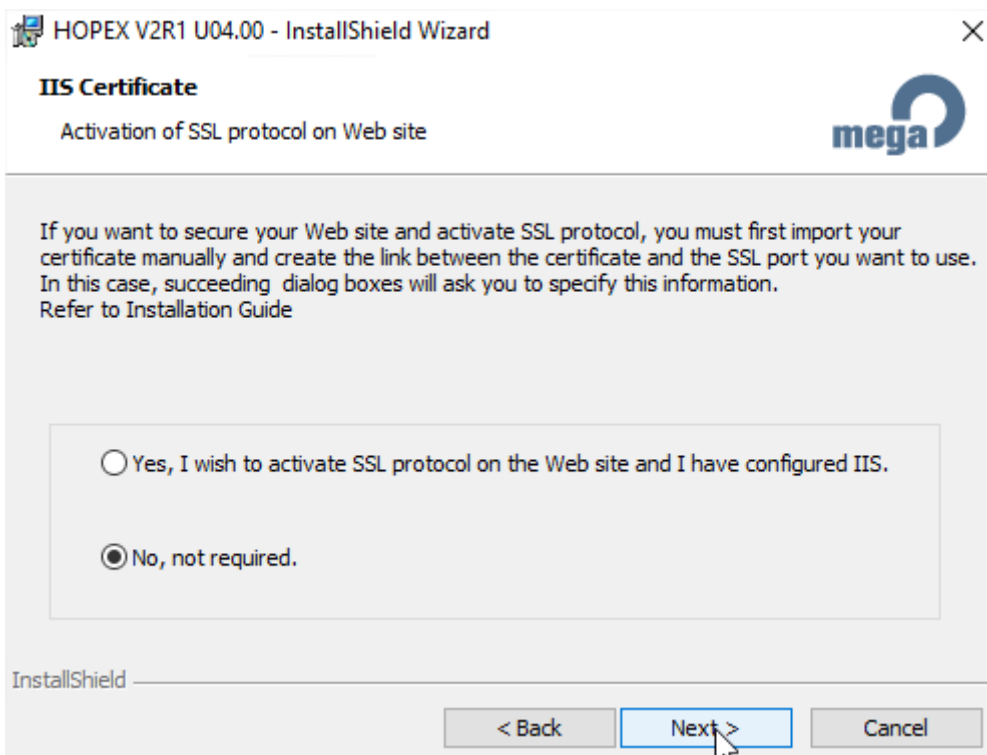 HOPEX V2R1 U04.00 - InstallShield Wizard
IIS Certificate
Activation of SSL protocol on Web site
mega
If you want to secure your Web site and activate SSL protocol, you must first import your
certificate manually and create the link between the certificate and the SSL port you want to use.
In this case, succeeding  dialog boxes will ask you to specify this information.
Refer to Installation Guide
Yes, I wish to activate SSL protocol on the Web site and I have configured IIS.
No, not required.
InstallShield
< Back
Next >
Cancel